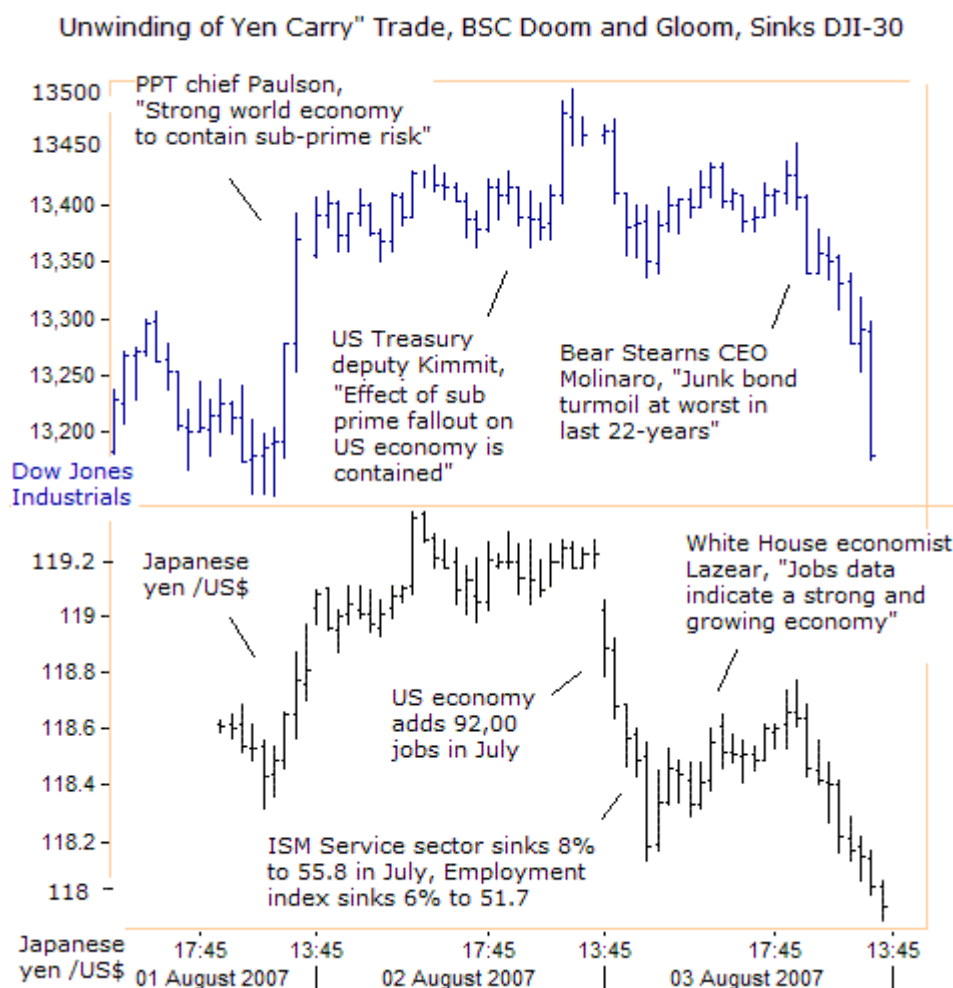 Unwinding of Yen Carry" Trade, BSC Doom and Gloom, Sinks DJI-30
PPT chief Paulson,
"Strong world economy
to contain sub-prime risk"
13500
13450
13,400
13,350
13,300
13,250
13,200
Dow Jones
Industrials
US Treasury
deputy Kimmit,
"Effect of sub
prime fallout on
US economy is
contained"
Bear Stearns CEO
Molinaro, "Junk bond
turmoil at worst in
last 22-years"
119.2
119
118.8
118.6
118.4
118.2
118
Japanese
yen /US$
White House economist
Lazear, "Jobs data
indicate a strong and
growing economy"
US economy
adds 92,00
jobs in July
ISM Service sector sinks 8%
to 55.8 in July, Employment
index sinks 6% to 51.7
Japanese
yen /US$
17:45 13:45 17:45 13:45 17:45 13:45
01 August 2007 02 August 2007 03 August 2007